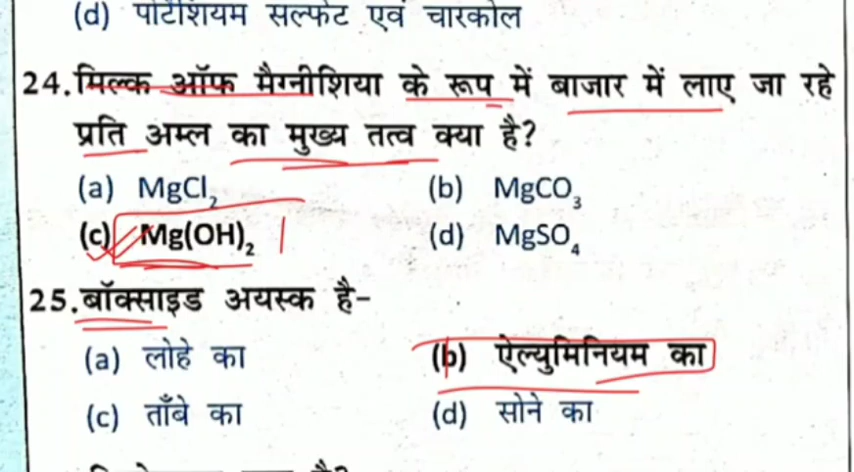 (d) पोटैशियम सल्फेट एवं चारकोल
24. मिल्क ऑफ मैग्नीशिया के रूप में बाजार में लाए जा रहे
प्रति अम्ल का मुख्य तत्व क्या है?
(a) MgCl₂ (b) MgCO₃
(c) Mg(OH)₂ (d) MgSO₄
25. बॉक्साइड अयस्क है-
(a) लोहे का (b) ऐल्युमिनियम का
(c) ताँबे का (d) सोने का